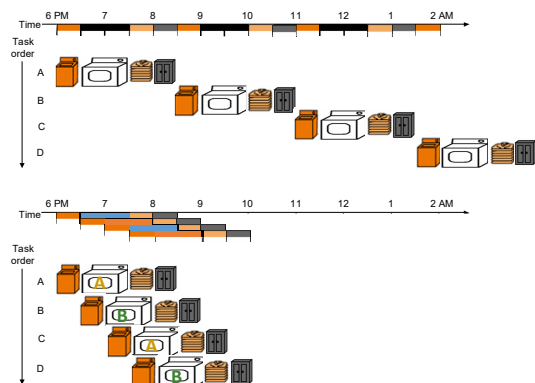 6 PM 7 8 9 10 11 12 1 2 AM
Time
Task
order
A
B
C
D
6 PM 7 8 9 10 11 12 1 2 AM
Time
Task
order
A A
B B
C A
D B